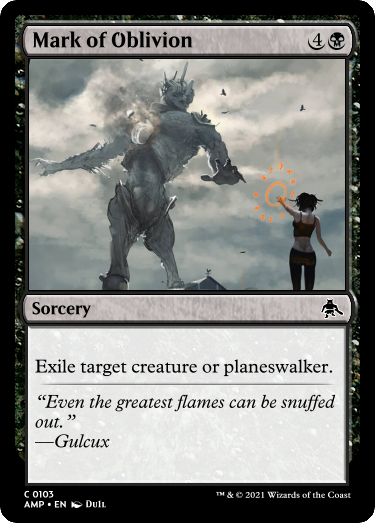 Mark of Oblivion 4
Sorcery
Exile target creature or planeswalker.
“Even the greatest flames can be snuffed
out.”
—Gulcux
C 0103
AMP • EN Du1L
™ & © 2021 Wizards of the Coast